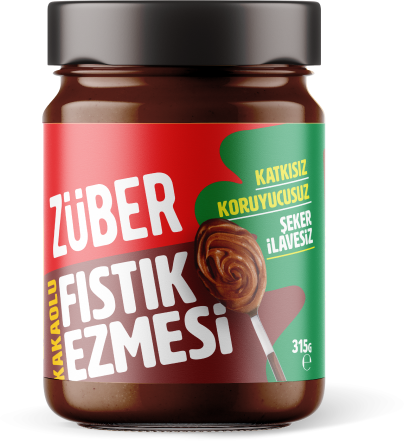 ZÜBER
KAKAOLU
FISTIK
EZMESİ
KATKISIZ
KORUYUCUSUZ
ŞEKER
İLAVESİZ
315G
℮